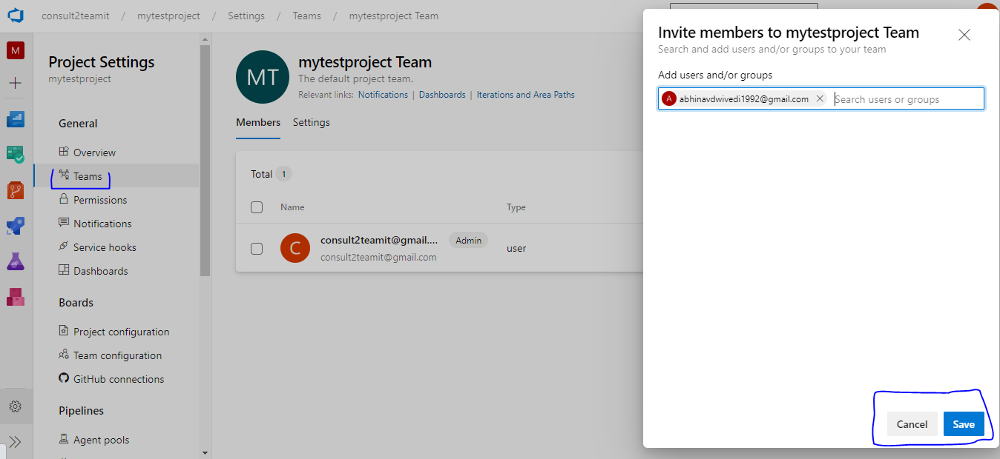 consult2teamit / mytestproject / Settings / Teams / mytestproject Team
M
Project Settings
mytestproject
General
Overview
Teams
Permissions
Notifications
Service hooks
Dashboards
Boards
Project configuration
Team configuration
GitHub connections
Pipelines
Agent pools
MT
mytestproject Team
The default project team.
Relevant links: Notifications | Dashboards | Iterations and Area Paths
Members Settings
Total 1
Name Type
C
consult2teamit@gmail.... Admin
consult2teamit@gmail.com
user
Invite members to mytestproject Team
Search and add users and/or groups to your team
Add users and/or groups
A abhinavdwivedi1992@gmail.com Search users or groups
Cancel Save